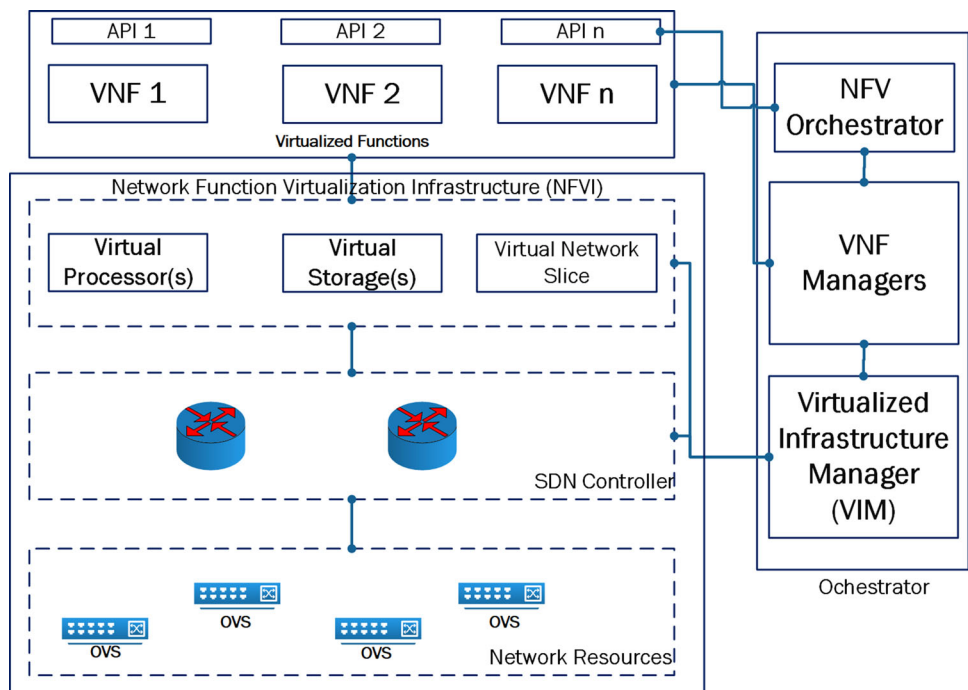 API 1
API 2
API n
VNF 1
VNF 2
VNF n
Virtualized Functions
Network Function Virtualization Infrastructure (NFVI)
Virtual
Processor(s)
Virtual
Storage(s)
Virtual Network
Slice
SDN Controller
OVS
OVS
OVS
OVS
Network Resources
NFV
Orchestrator
VNF
Managers
Virtualized
Infrastructure
Manager
(VIM)
Ochestrator